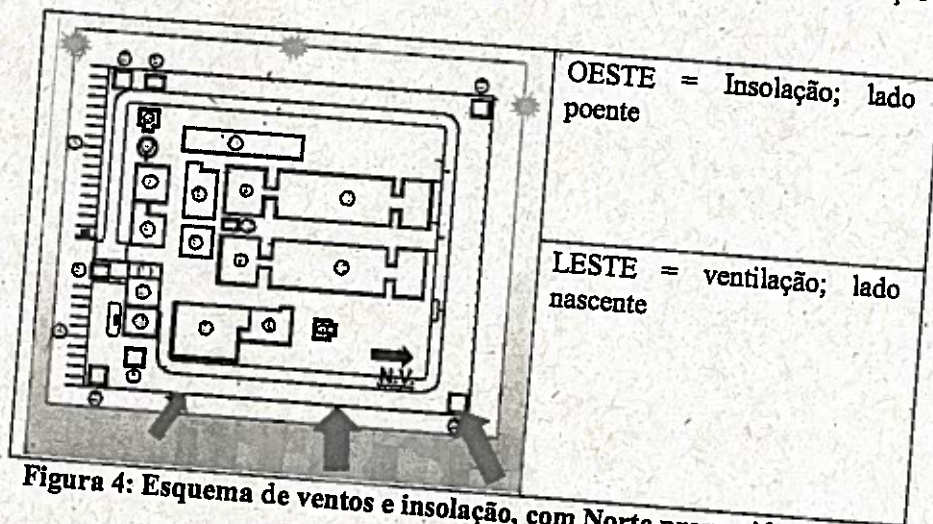 OESTE = Insolação; lado
poente
LESTE = ventilação; lado
nascente
N.V.
Figura 4: Esquema de ventos e insolação, com Norte